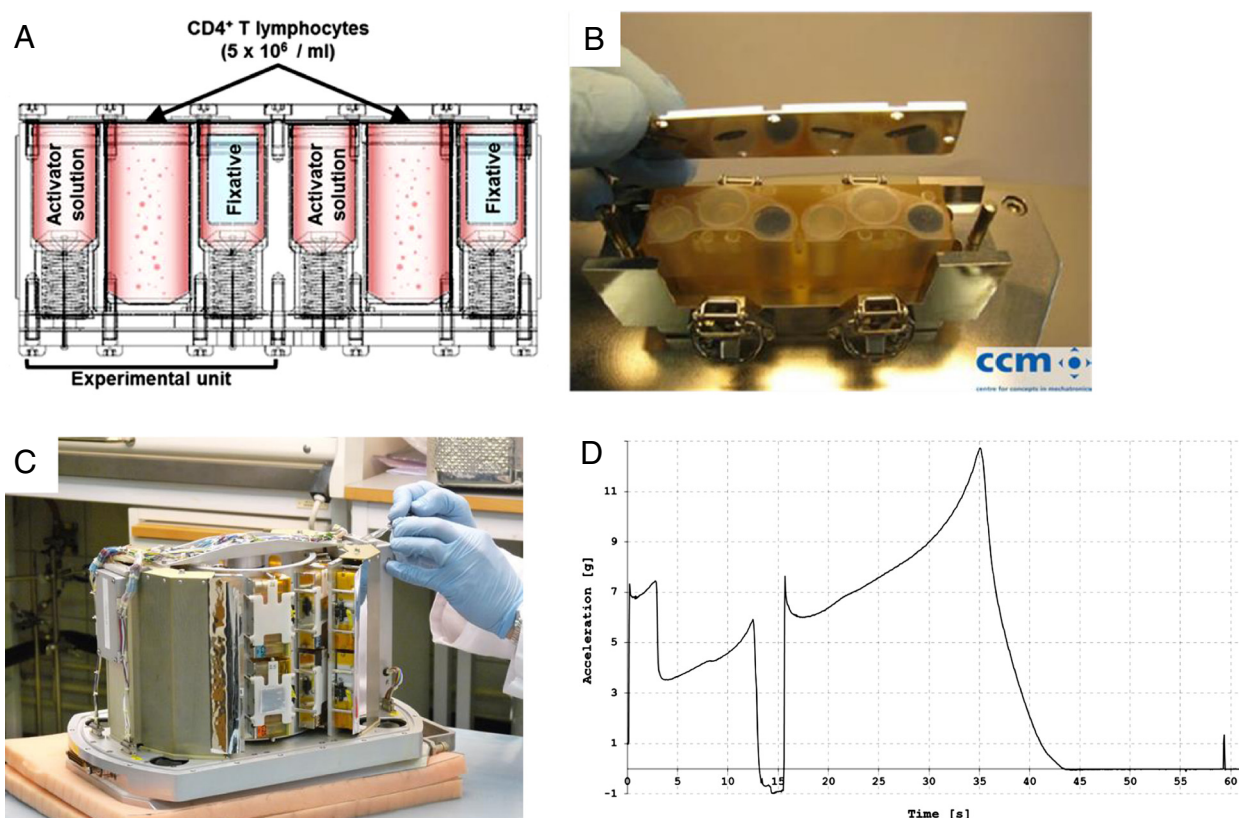 A
CD4⁺ T lymphocytes
(5 x 10⁶ / ml)
Activator
solution
Fixative
Activator
solution
Fixative
Experimental unit
B
ccm
centre for concepts in mechatronics
C
D
Acceleration [g]
11
9
7
5
3
1
-1
0 5 10 15 20 25 30 35 40 45 50 55 60
Time [s]